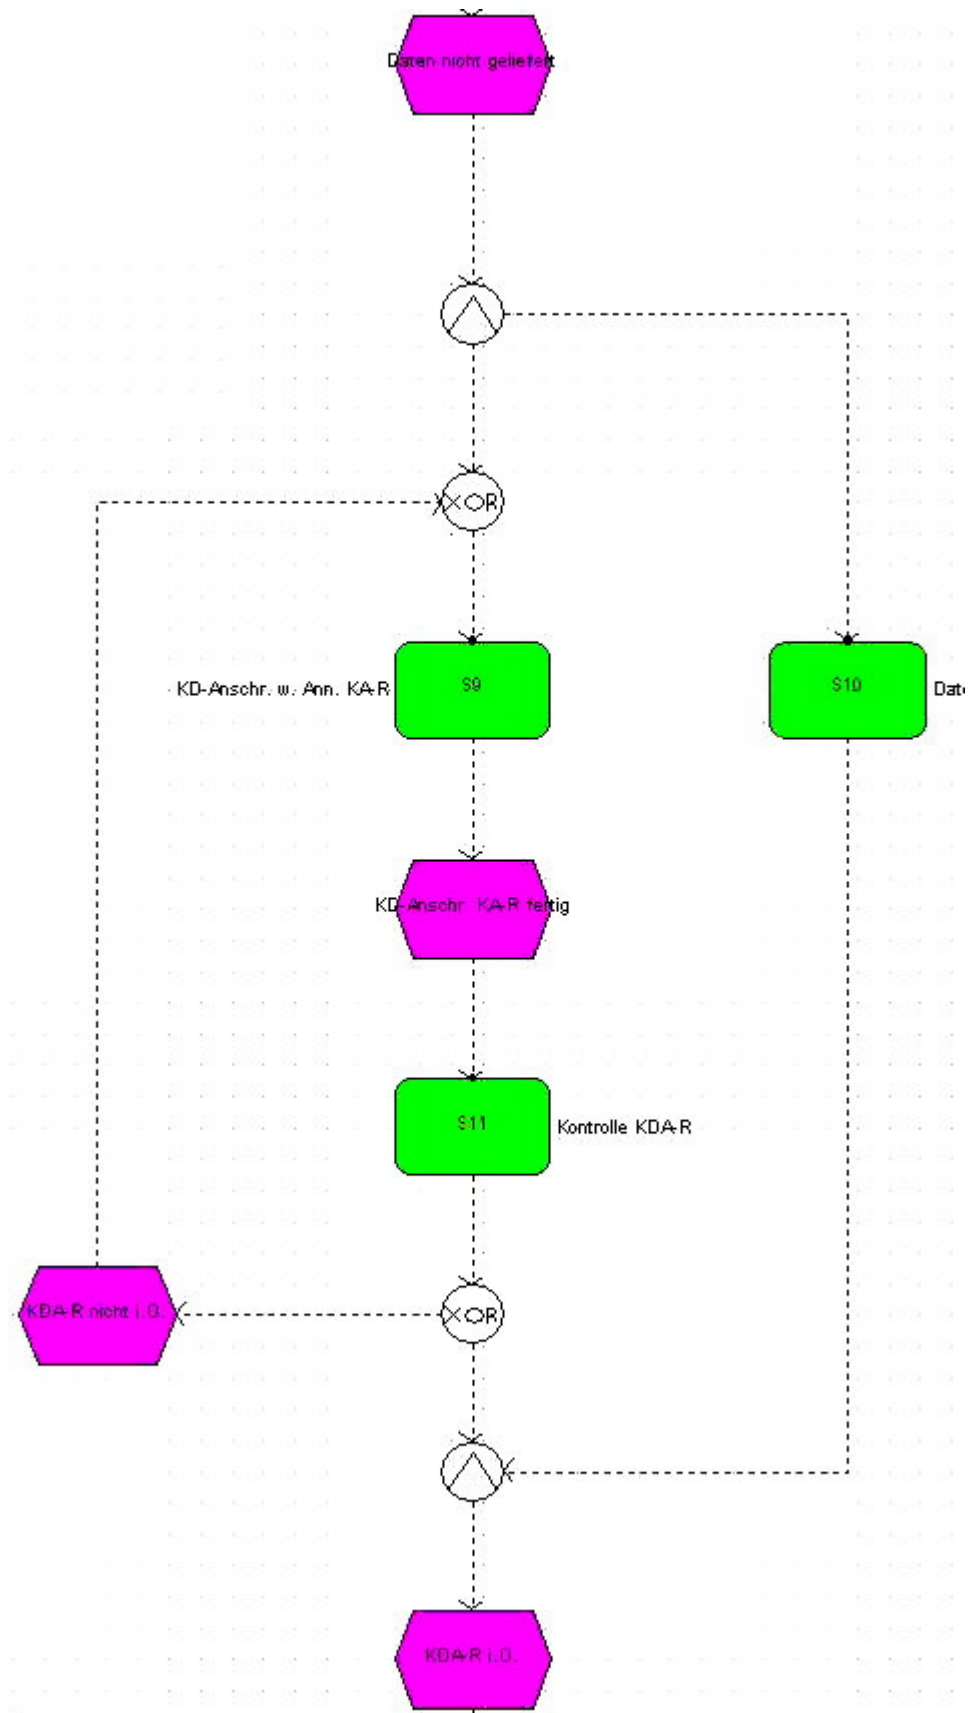 Daten nicht geliefert
XOR
KD-Anschr. w. Ann. KA-R
S9
S10
Date
KD-Anschr. KA-R fertig
S11
Kontrolle KDA-R
KDA-R nicht i.O.
XOR
KDA-R i.O.